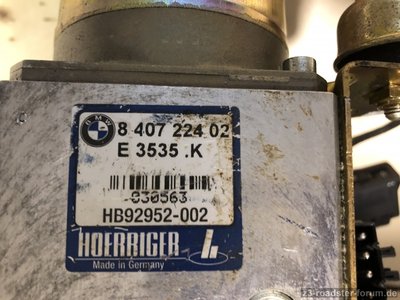 BMW
8 407 224 02
E 3535 .K
030563
HB92952-002
HOERBIGER
Made in Germany
z3-roadster-forum.de